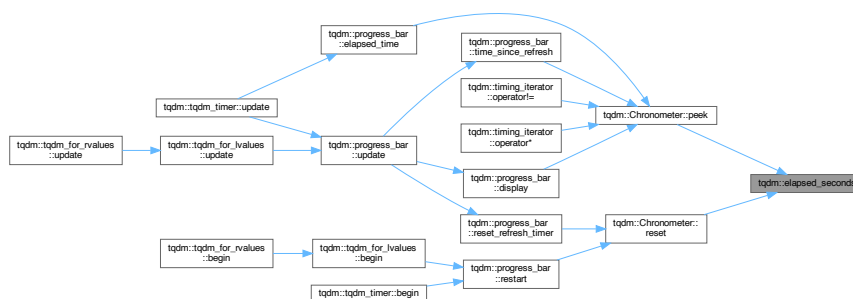 tqdm::progress_bar
::elapsed_time
tqdm::progress_bar
::time_since_refresh
tqdm::timing_iterator
::operator!=
tqdm::tqdm_timer::update
tqdm::Chronometer::peek
tqdm::timing_iterator
::operator*
tqdm::tqdm_for_rvalues
::update
tqdm::tqdm_for_lvalues
::update
tqdm::progress_bar
::update
tqdm::progress_bar
::display
tqdm::elapsed_seconds
tqdm::progress_bar
::reset_refresh_timer
tqdm::Chronometer::
reset
tqdm::tqdm_for_rvalues
::begin
tqdm::tqdm_for_lvalues
::begin
tqdm::progress_bar
::restart
tqdm::tqdm_timer::begin